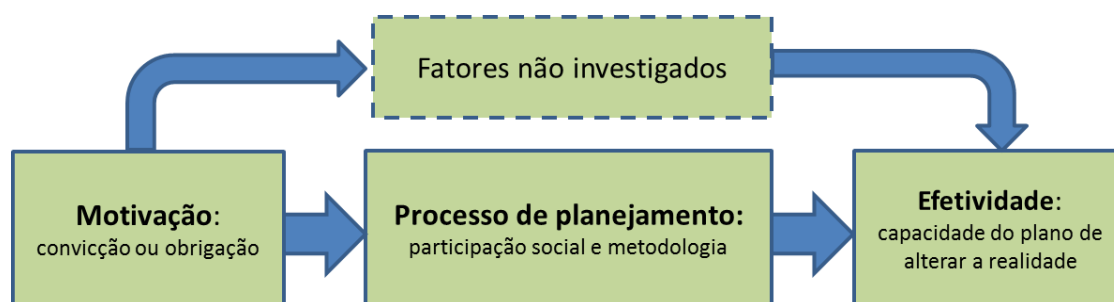 Fatores não investigados
Motivação:
convicção ou obrigação
Processo de planejamento:
participação social e metodologia
Efetividade:
capacidade do plano de
alterar a realidade